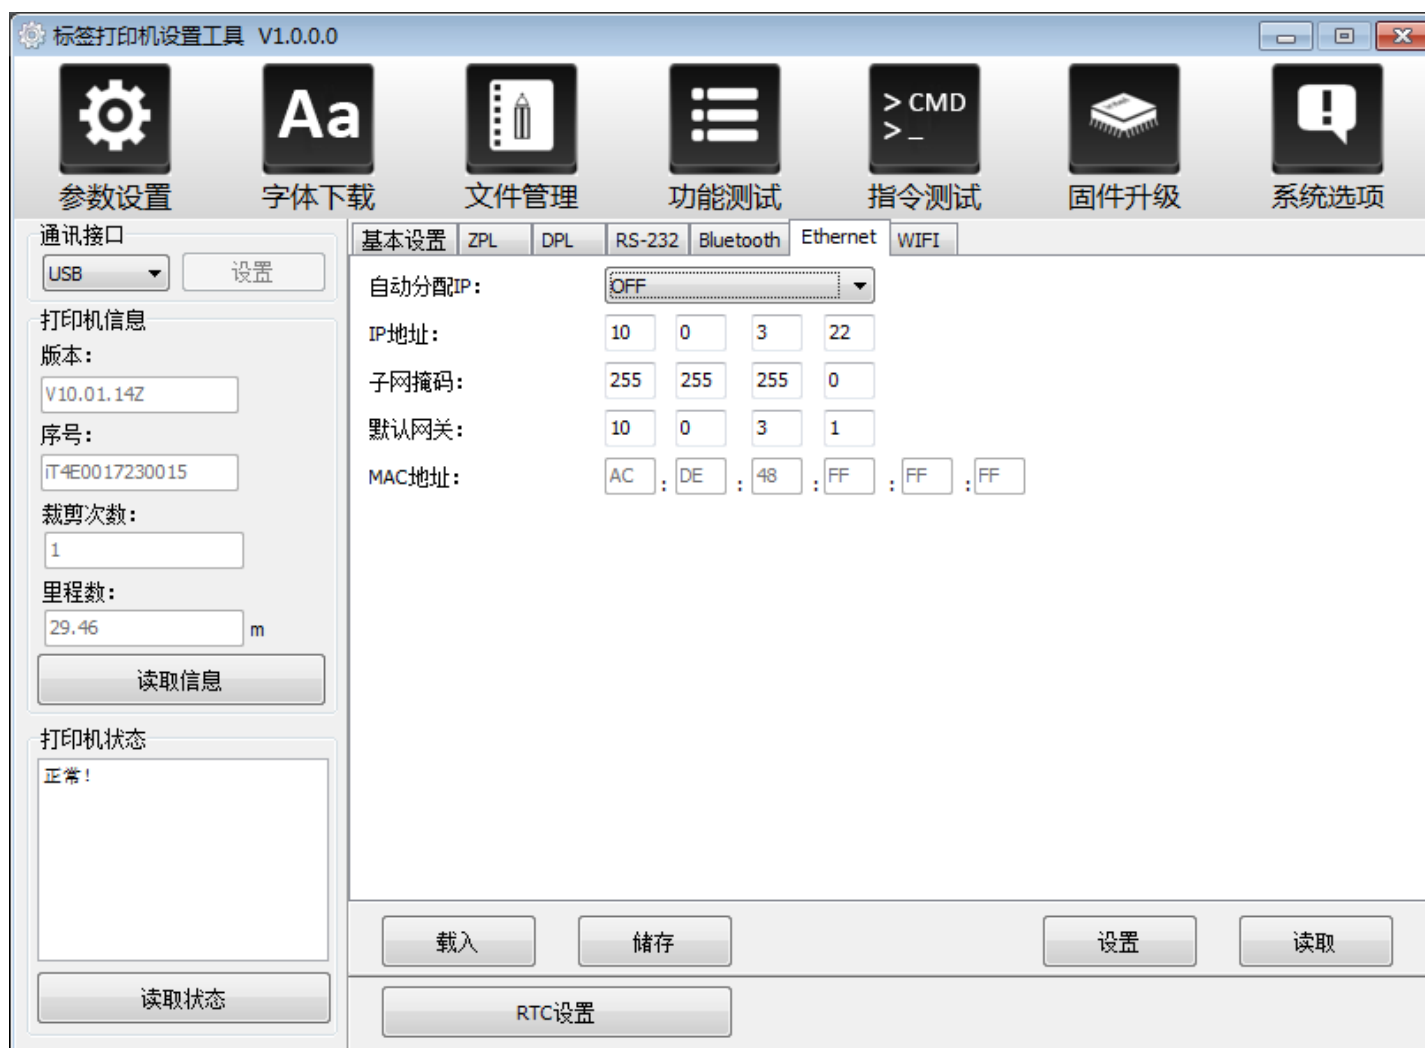 标签打印机设置工具 V1.0.0.0
Aa
> CMD
> _
参数设置 字体下载 文件管理 功能测试 指令测试 固件升级 系统选项
通讯接口
USB 设置
打印机信息
版本:
V10.01.14Z
序号:
iT4E0017230015
裁剪次数:
1
里程数:
29.46 m
读取信息
打印机状态
正常!
读取状态
基本设置 ZPL DPL RS-232 Bluetooth Ethernet WIFI
自动分配IP: OFF
IP地址: 10 0 3 22
子网掩码: 255 255 255 0
默认网关: 10 0 3 1
MAC地址: AC : DE : 48 : FF : FF : FF
载入 储存 设置 读取
RTC设置